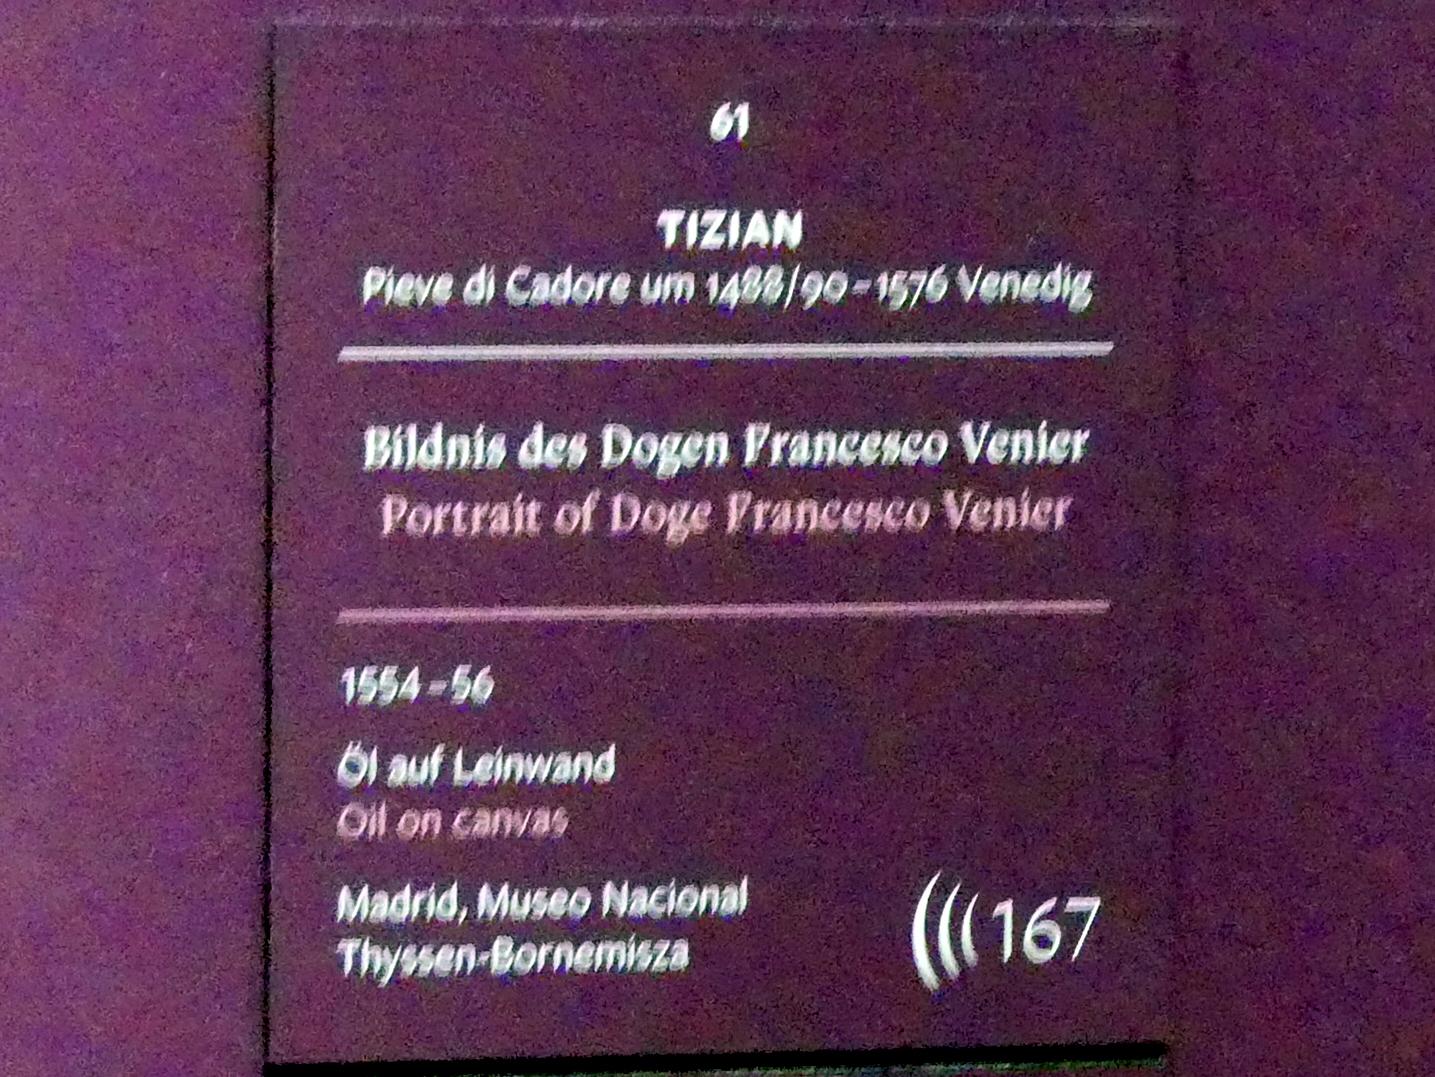 61
TIZIAN
Pieve di Cadore um 1488/90 – 1576 Venedig
Bildnis des Dogen Francesco Venier
Portrait of Doge Francesco Venier
1554 – 56
Öl auf Leinwand
Oil on canvas
Madrid, Museo Nacional
Thyssen-Bornemisza
167